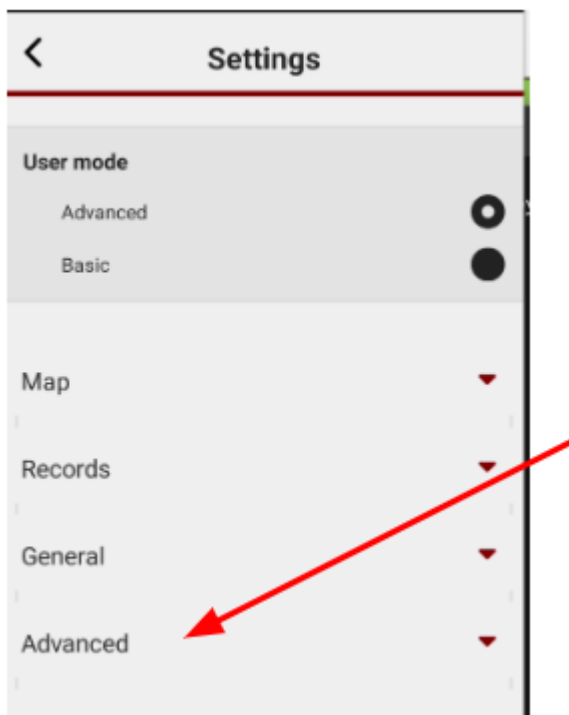 Settings
User mode
Advanced
Basic
Map
Records
General
Advanced